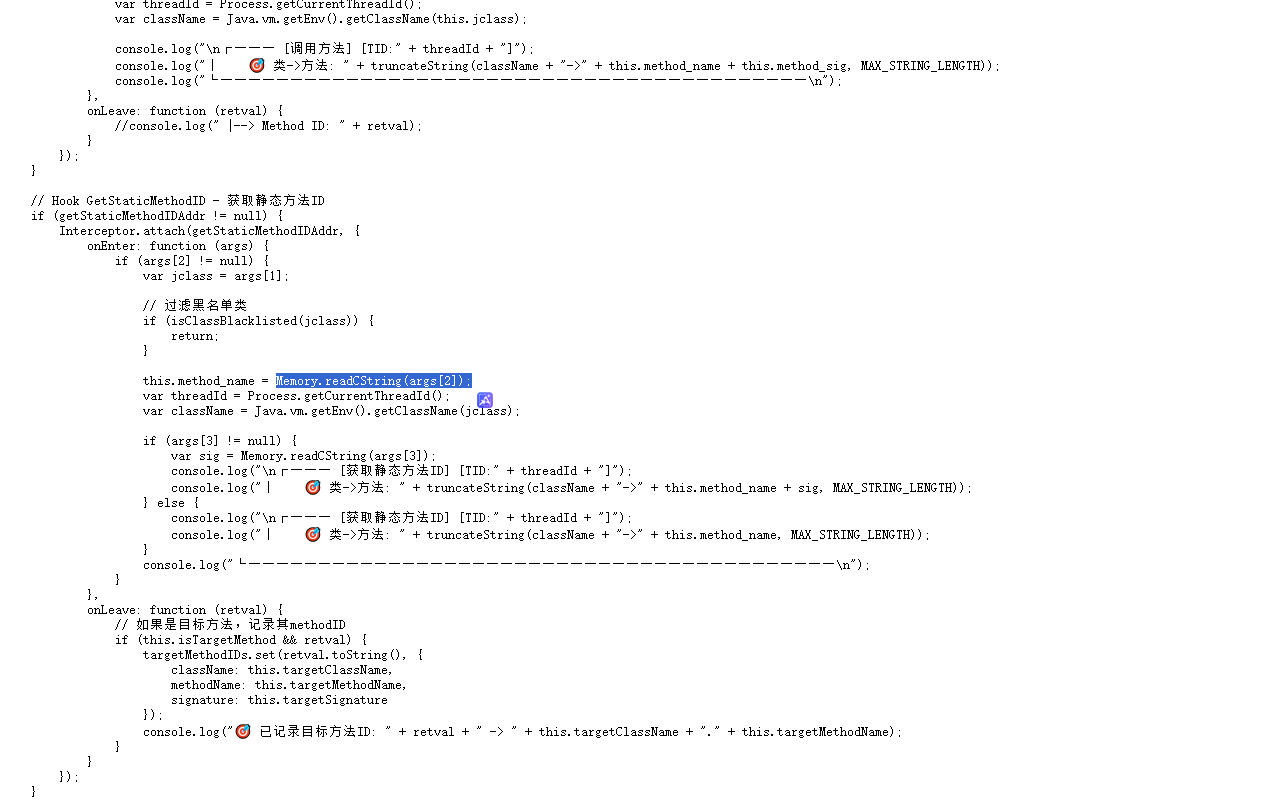 var threadId = Process.getCurrentThreadId();
var className = Java.vm.getEnv().getClassName(this.jclass);
console.log("\n┌─── [调用方法] [TID:" + threadId + "]");
console.log("│   🎯 类->方法: " + truncateString(className + "->" + this.method_name + this.method_sig, MAX_STRING_LENGTH));
console.log("└──────────────────────────────────────────\n");
},
onLeave: function (retval) {
//console.log(" |--> Method ID: " + retval);
}
});
}
// Hook GetStaticMethodID - 获取静态方法ID
if (getStaticMethodIDAddr != null) {
Interceptor.attach(getStaticMethodIDAddr, {
onEnter: function (args) {
if (args[2] != null) {
var jclass = args[1];
// 过滤黑名单类
if (isClassBlacklisted(jclass)) {
return;
}
this.method_name = Memory.readCString(args[2]);
var threadId = Process.getCurrentThreadId();
var className = Java.vm.getEnv().getClassName(jclass);
if (args[3] != null) {
var sig = Memory.readCString(args[3]);
console.log("\n┌─── [获取静态方法ID] [TID:" + threadId + "]");
console.log("│   🎯 类->方法: " + truncateString(className + "->" + this.method_name + sig, MAX_STRING_LENGTH));
} else {
console.log("\n┌─── [获取静态方法ID] [TID:" + threadId + "]");
console.log("│   🎯 类->方法: " + truncateString(className + "->" + this.method_name, MAX_STRING_LENGTH));
}
console.log("└──────────────────────────────────────────\n");
}
},
onLeave: function (retval) {
// 如果是目标方法，记录其methodID
if (this.isTargetMethod && retval) {
targetMethodIDs.set(retval.toString(), {
className: this.targetClassName,
methodName: this.targetMethodName,
signature: this.targetSignature
});
console.log("🎯 已记录目标方法ID: " + retval + " -> " + this.targetClassName + "." + this.targetMethodName);
}
}
});
}